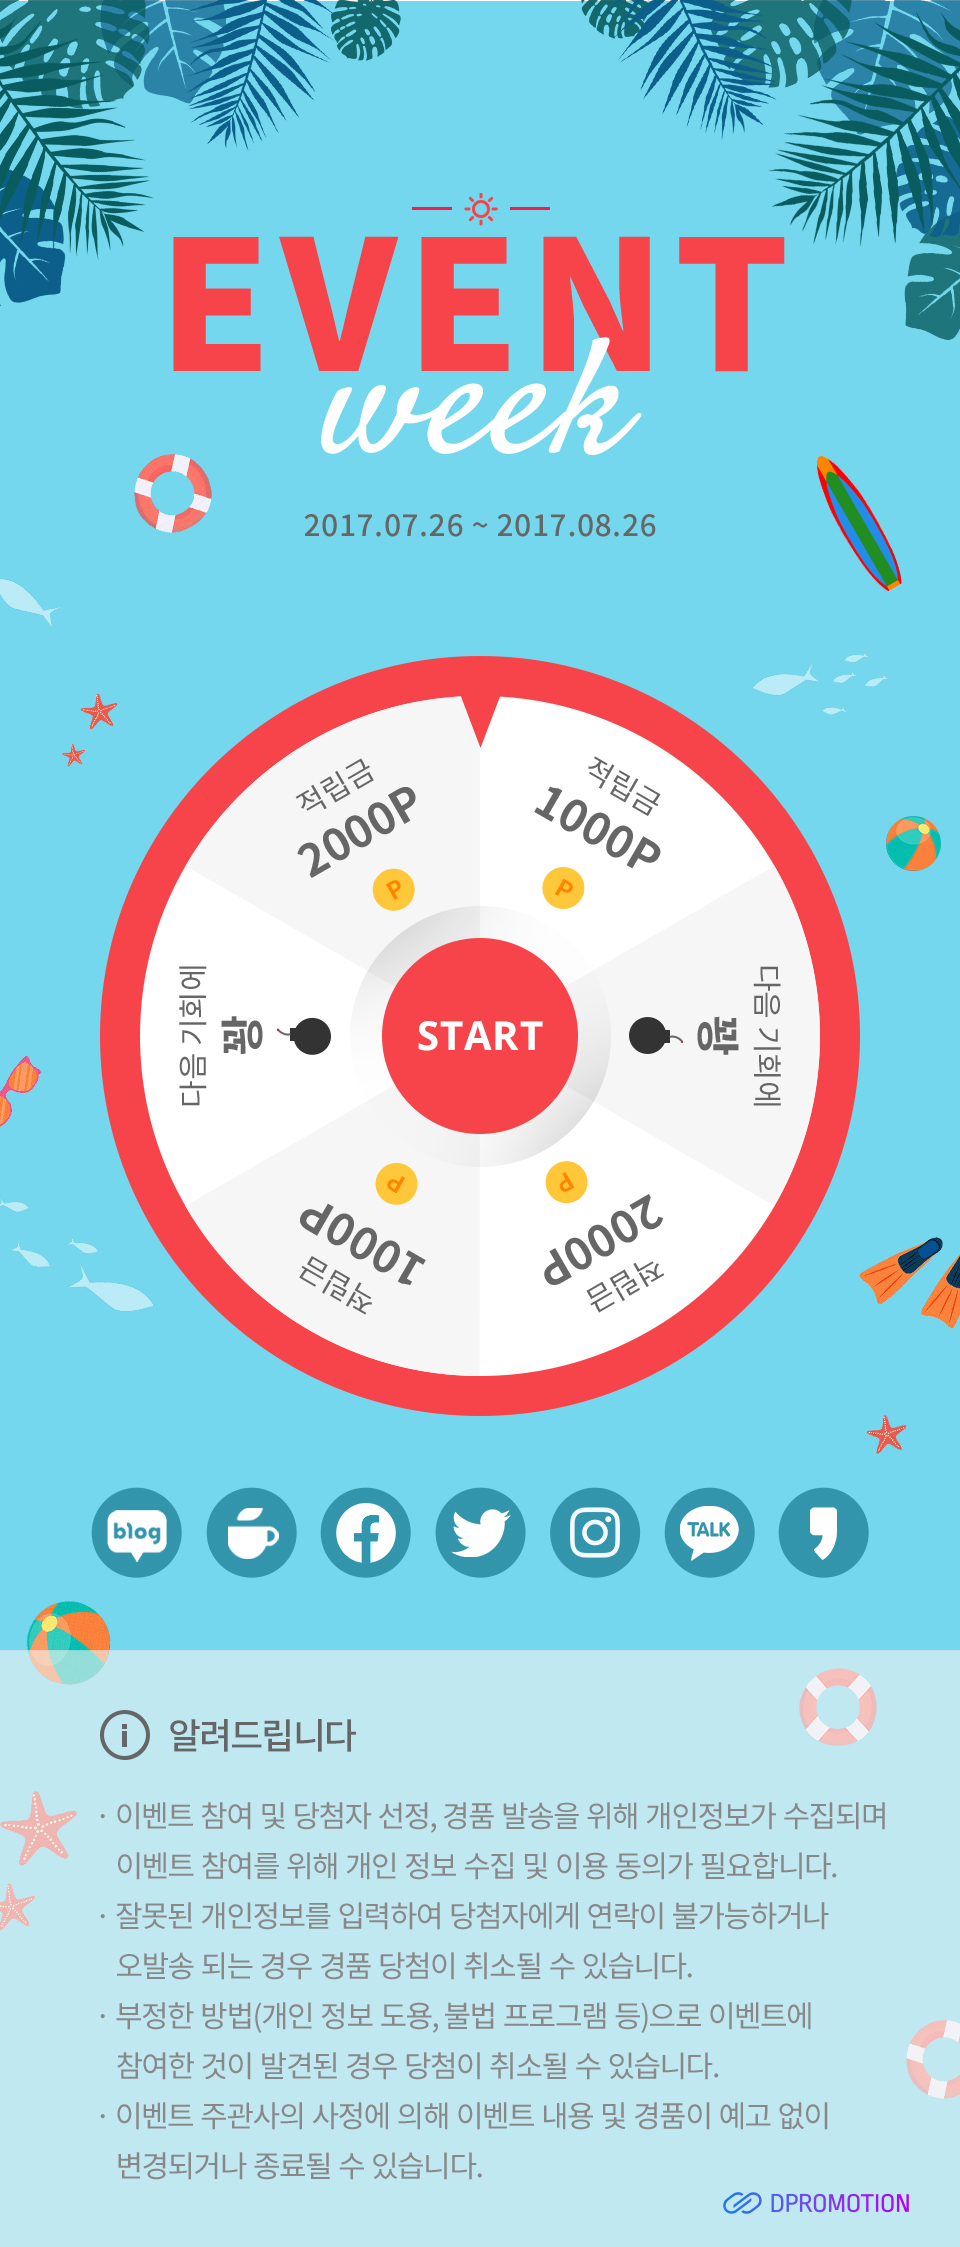 EVENT
week
2017.07.26 ~ 2017.08.26
적립금
2000P
P
적립금
1000P
P
다음 기회에
꽝
START
꽝
다음 기회에
P
1000P
적립금
P
2000P
적립금
blog
TALK
알려드립니다
· 이벤트 참여 및 당첨자 선정, 경품 발송을 위해 개인정보가 수집되며
이벤트 참여를 위해 개인 정보 수집 및 이용 동의가 필요합니다.
· 잘못된 개인정보를 입력하여 당첨자에게 연락이 불가능하거나
오발송 되는 경우 경품 당첨이 취소될 수 있습니다.
· 부정한 방법(개인 정보 도용, 불법 프로그램 등)으로 이벤트에
참여한 것이 발견된 경우 당첨이 취소될 수 있습니다.
· 이벤트 주관사의 사정에 의해 이벤트 내용 및 경품이 예고 없이
변경되거나 종료될 수 있습니다.
DPROMOTION